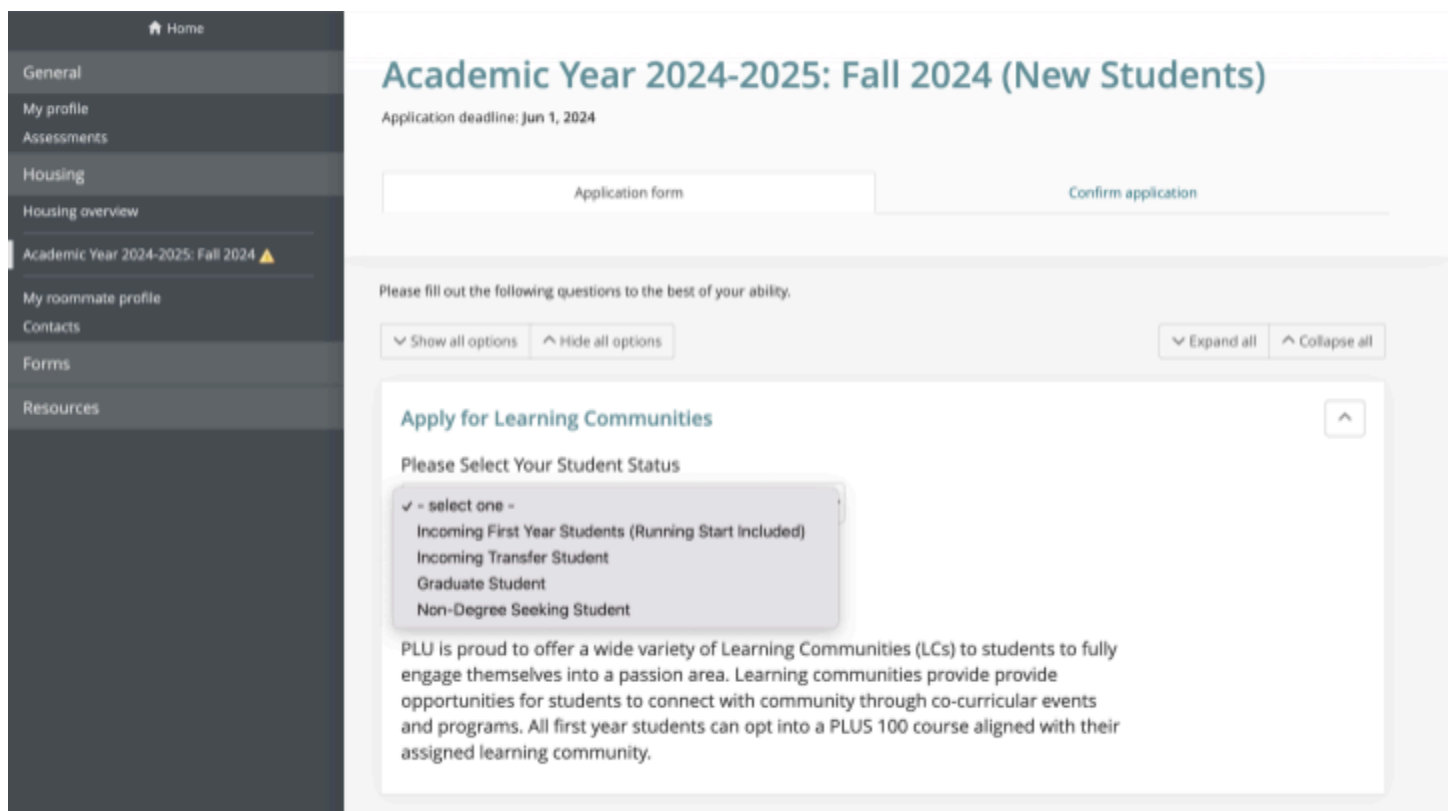 Home
General
My profile
Assessments
Housing
Housing overview
Academic Year 2024-2025: Fall 2024
My roommate profile
Contacts
Forms
Resources
Academic Year 2024-2025: Fall 2024 (New Students)
Application deadline: Jun 1, 2024
Application form
Confirm application
Please fill out the following questions to the best of your ability.
Show all options
Hide all options
Expand all
Collapse all
Apply for Learning Communities
Please Select Your Student Status
✓ - select one -
Incoming First Year Students (Running Start Included)
Incoming Transfer Student
Graduate Student
Non-Degree Seeking Student
PLU is proud to offer a wide variety of Learning Communities (LCs) to students to fully
engage themselves into a passion area. Learning communities provide provide
opportunities for students to connect with community through co-curricular events
and programs. All first year students can opt into a PLUS 100 course aligned with their
assigned learning community.